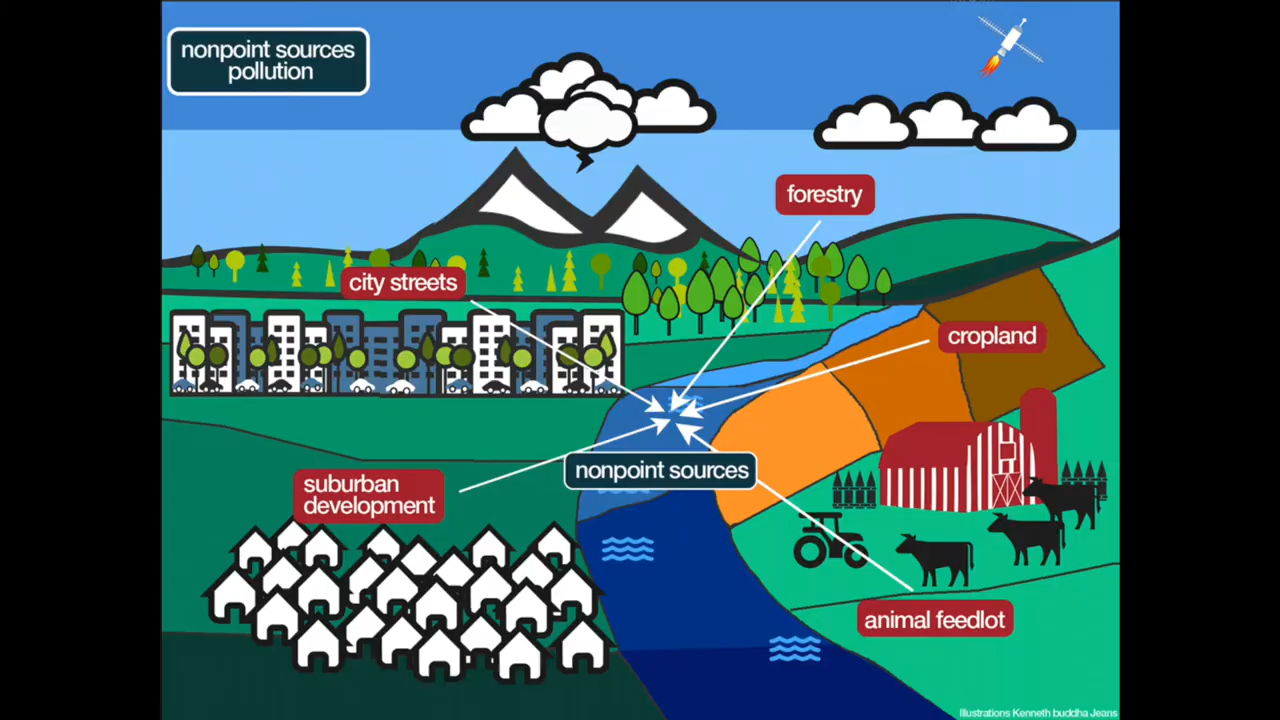 nonpoint sources
pollution
forestry
city streets
cropland
nonpoint sources
suburban
development
animal feedlot
Illustrations Kenneth buddha Jeans